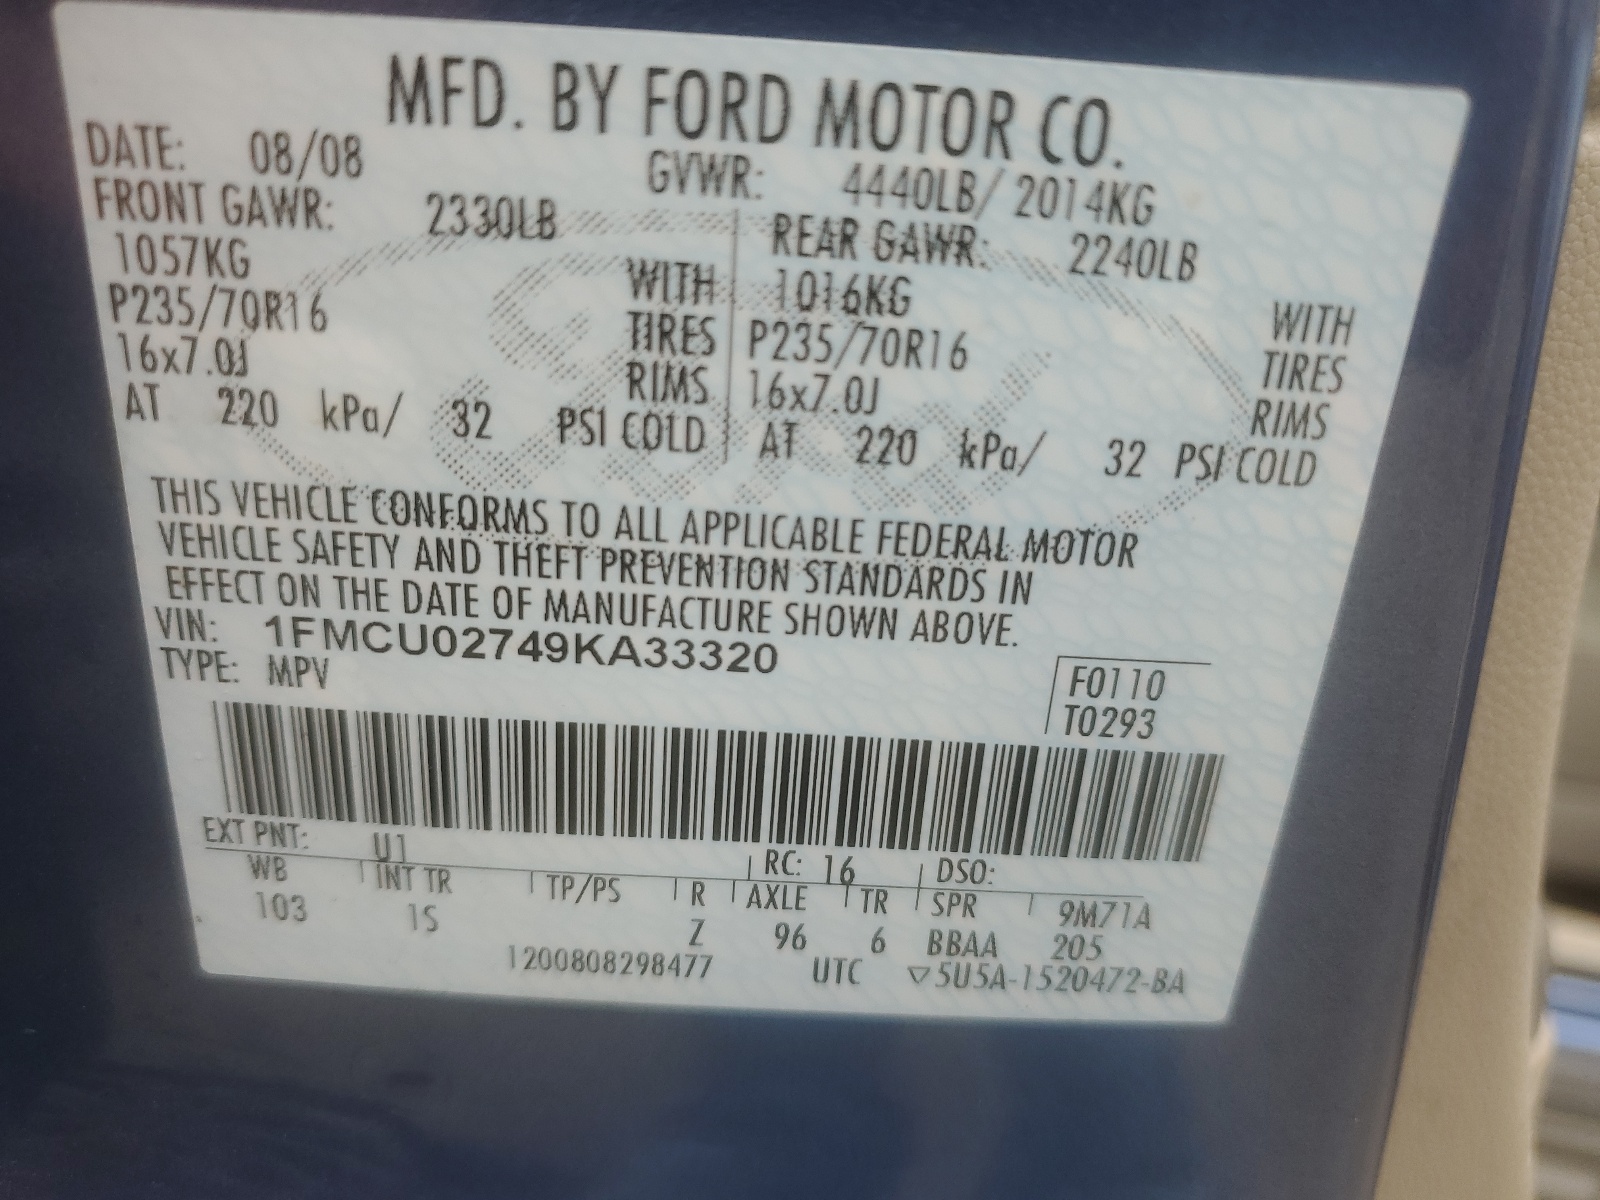 MFD. BY FORD MOTOR CO.
DATE: 08/08 GVWR: 4440LB/ 2014KG
FRONT GAWR: 2330LB REAR GAWR: 2240LB
1057KG WITH 1016KG WITH
P235/70R16 TIRES P235/70R16 TIRES
16x7.0J RIMS 16x7.0J RIMS
AT 220 kPa/ 32 PSI COLD AT 220 kPa/ 32 PSI COLD
THIS VEHICLE CONFORMS TO ALL APPLICABLE FEDERAL MOTOR
VEHICLE SAFETY AND THEFT PREVENTION STANDARDS IN
EFFECT ON THE DATE OF MANUFACTURE SHOWN ABOVE.
VIN: 1FMCU02749KA33320
TYPE: MPV
F0110
T0293
EXT PNT: U1 RC: 16 DSO:
WB INT TR TP/PS R AXLE TR SPR 9M71A
103 1S Z 96 6 BBAA 205
1200808298477 UTC ▽5U5A-1520472-BA